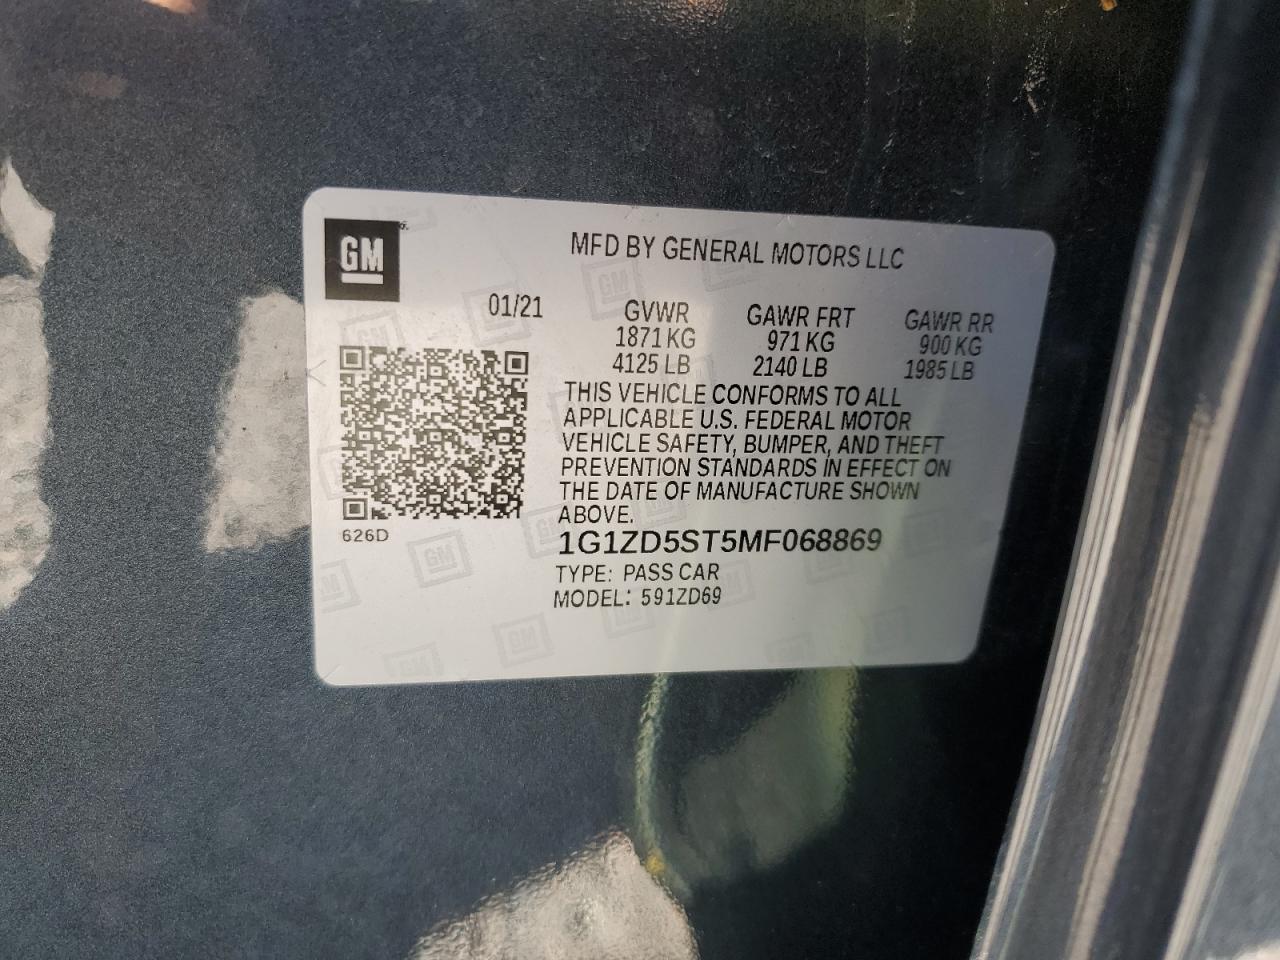 GM
MFD BY GENERAL MOTORS LLC
01/21 GVWR GAWR FRT GAWR RR
1871 KG 971 KG 900 KG
4125 LB 2140 LB 1985 LB
THIS VEHICLE CONFORMS TO ALL
APPLICABLE U.S. FEDERAL MOTOR
VEHICLE SAFETY, BUMPER, AND THEFT
PREVENTION STANDARDS IN EFFECT ON
THE DATE OF MANUFACTURE SHOWN
ABOVE.
626D
1G1ZD5ST5MF068869
TYPE: PASS CAR
MODEL: 591ZD69